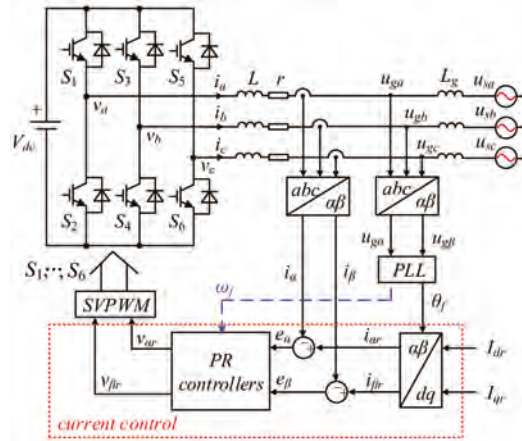 S1 S3 S5
ia L r uga Lg usa
va
+
Vdc
ib ugb usb
vb
ic ugc usc
vc
S2 S4 S6
abc αβ
abc αβ
ugα ugβ
S1,···, S6
iα iβ
PLL
ωf
θf
SVPWM
vαr
eα iαr
αβ
Idr
PR
controllers
vβr
eβ iβr
dq
Iqr
current control